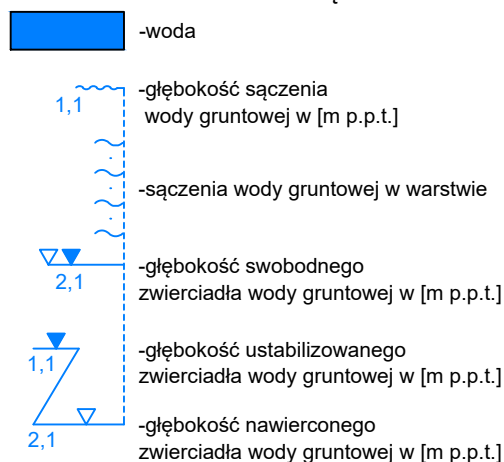 -woda
-głębokość sączenia
1,1
wody gruntowej w [m p.p.t.]
-sączenia wody gruntowej w warstwie
-głębokość swobodnego
2,1
zwierciadła wody gruntowej w [m p.p.t.]
-głębokość ustabilizowanego
1,1
zwierciadła wody gruntowej w [m p.p.t.]
-głębokość nawierconego
2,1
zwierciadła wody gruntowej w [m p.p.t.]